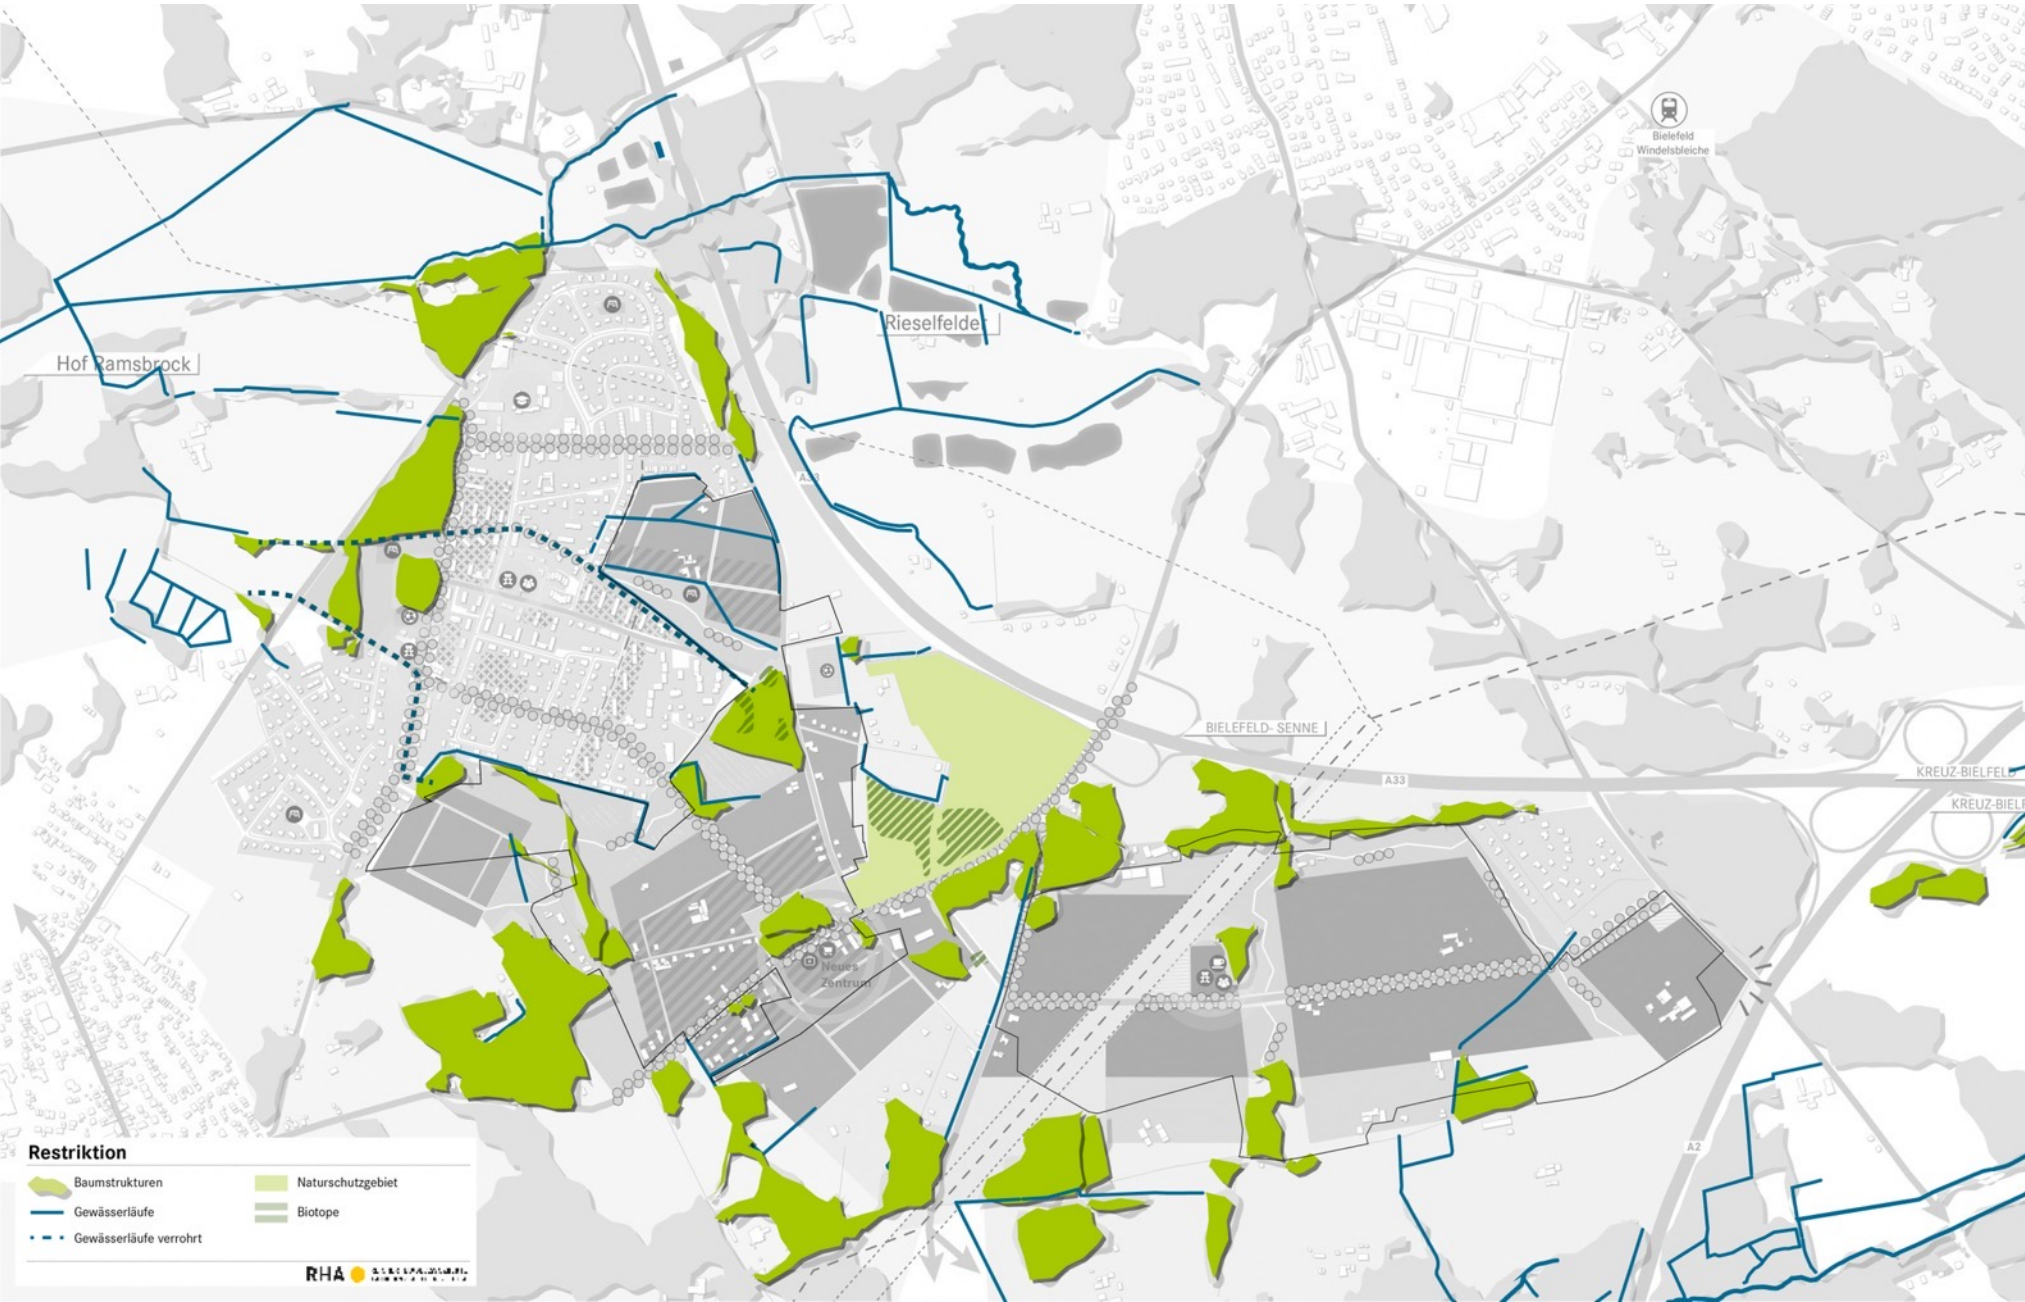 Bielefeld
Windelsbleiche
Rieselfelder
Hof Ramsbrock
A33
BIELEFELD- SENNE
A33
KREUZ-BIELFELD
KREUZ-BIELF
Neues
Zentrum
A2
Restriktion
Baumstrukturen
Naturschutzgebiet
Gewässerläufe
Biotope
Gewässerläufe verrohrt
RHA